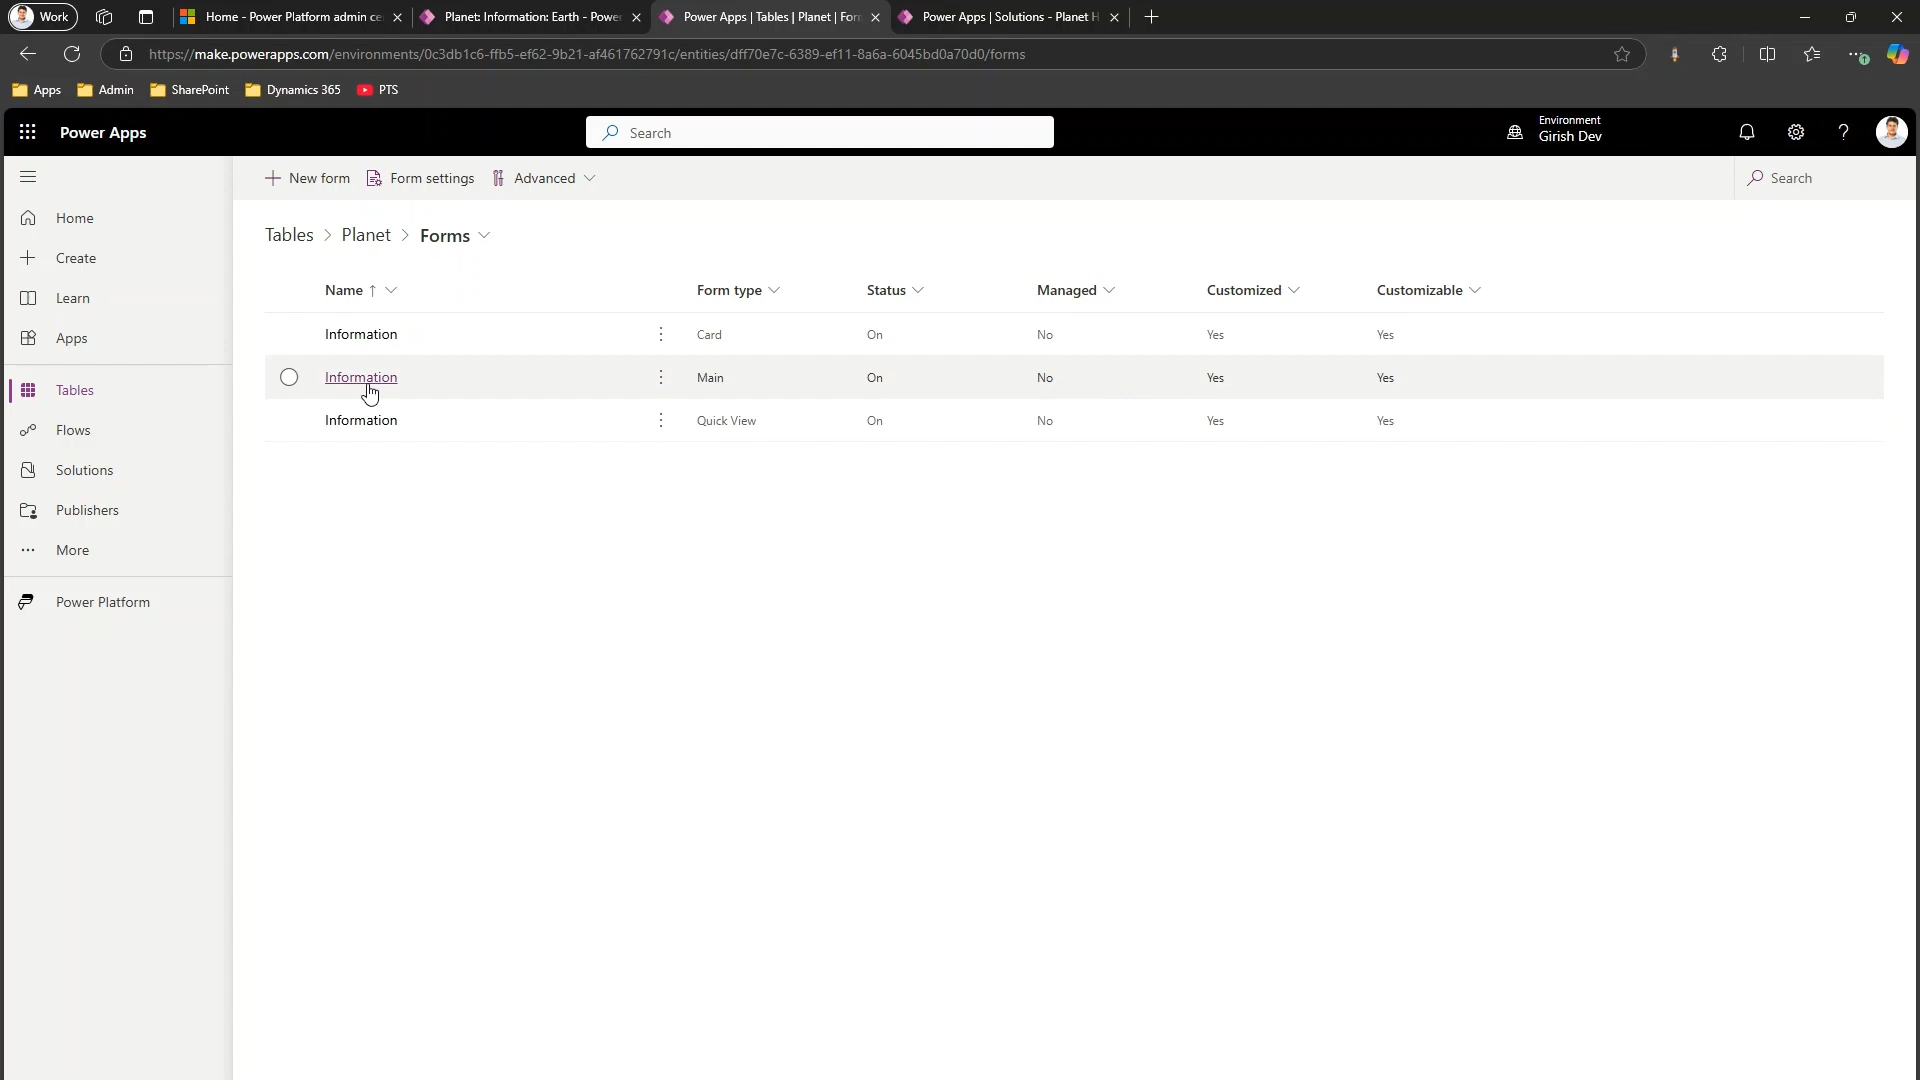 Work
Home - Power Platform admin ce
Planet: Information: Earth - Powe
Power Apps | Tables | Planet | For
Power Apps | Solutions - Planet H
https://make.powerapps.com/environments/0c3db1c6-ffb5-ef62-9b21-af461762791c/entities/dff70e7c-6389-ef11-8a6a-6045bd0a70d0/forms
Apps
Admin
SharePoint
Dynamics 365
PTS
Power Apps
Search
Environment
Girish Dev
New form
Form settings
Advanced
Search
Home
Create
Learn
Apps
Tables
Flows
Solutions
Publishers
More
Power Platform
Tables > Planet > Forms
Name ↑ Form type Status Managed Customized Customizable
Information Card On No Yes Yes
Information Main On No Yes Yes
Information Quick View On No Yes Yes